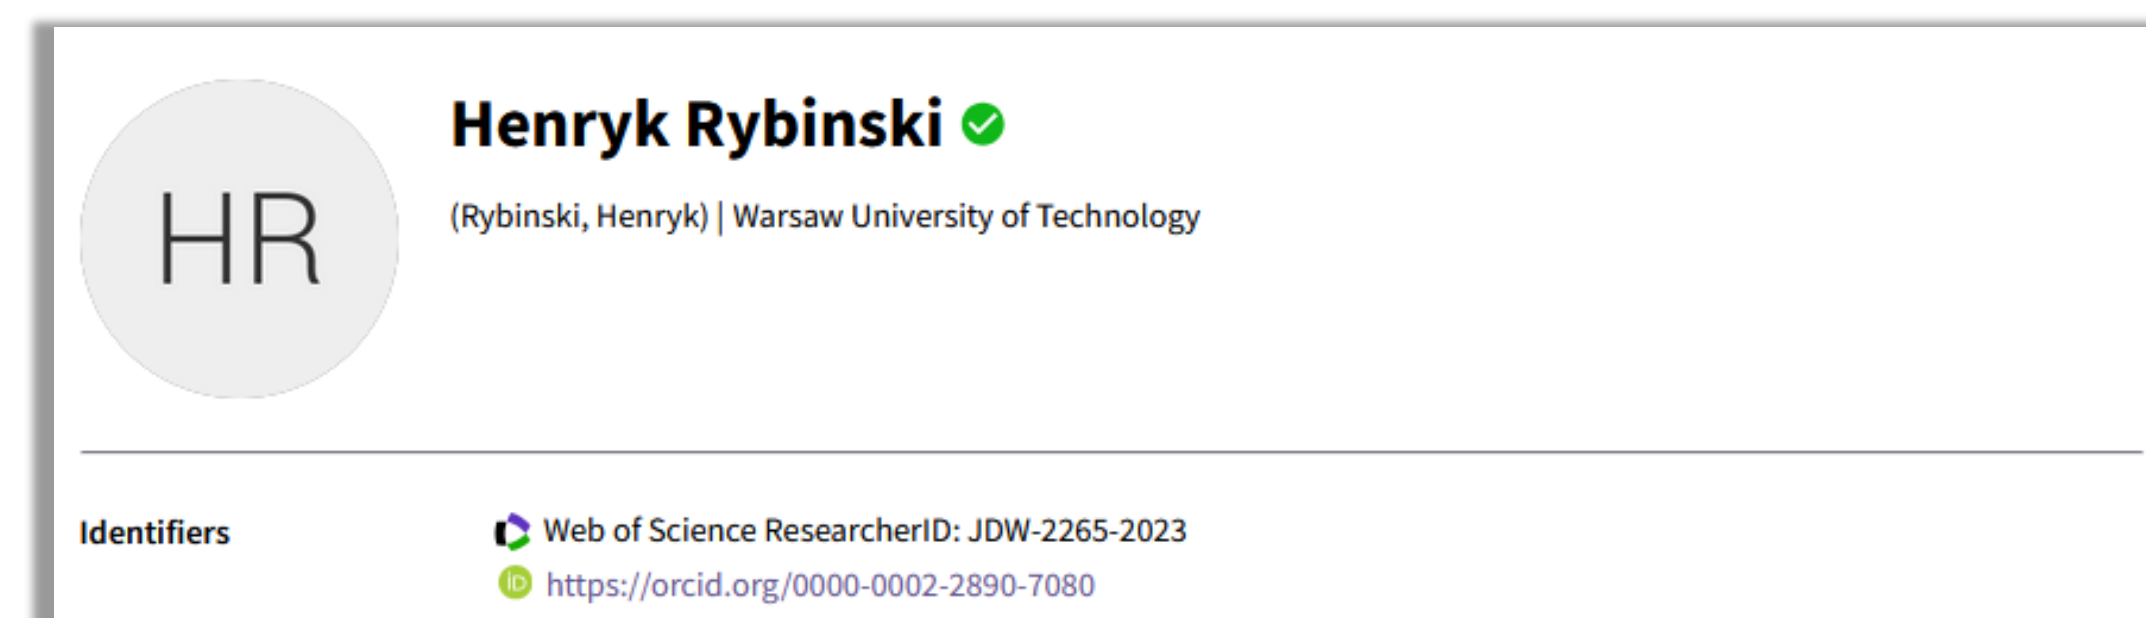 HR
Henryk Rybinski
(Rybinski, Henryk) | Warsaw University of Technology
Identifiers
Web of Science ResearcherID: JDW-2265-2023
iD https://orcid.org/0000-0002-2890-7080